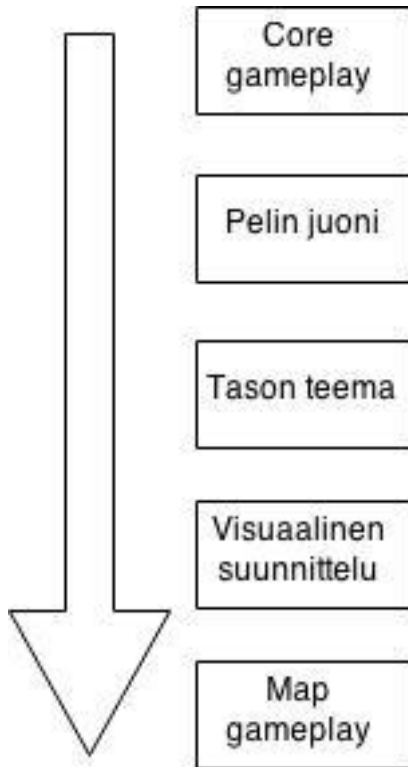 Core
gameplay
Pelin juoni
Tason teema
Visuaalinen
suunnittelu
Map
gameplay